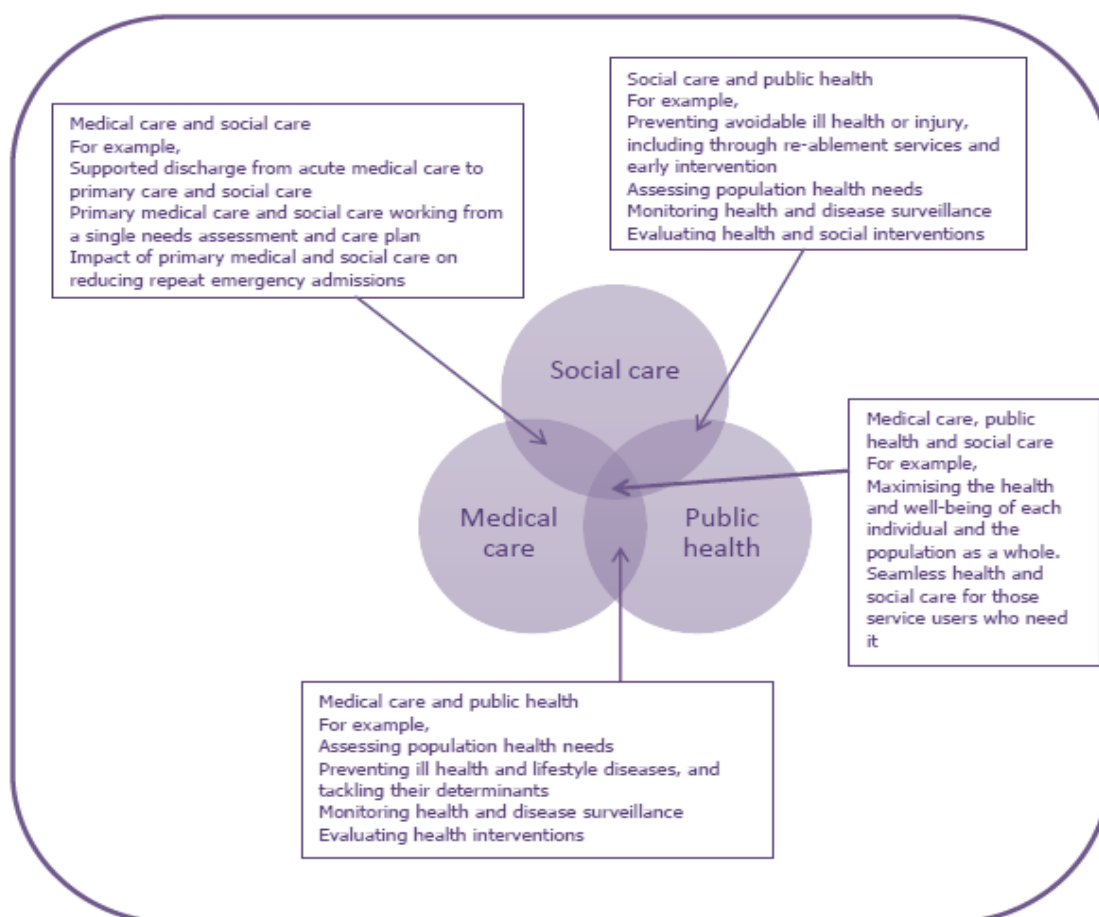 Social care and public health
For example,
Preventing avoidable ill health or injury,
including through re-ablement services and
early intervention
Assessing population health needs
Monitoring health and disease surveillance
Evaluating health and social interventions
Medical care and social care
For example,
Supported discharge from acute medical care to
primary care and social care
Primary medical care and social care working from
a single needs assessment and care plan
Impact of primary medical and social care on
reducing repeat emergency admissions
Social care
Medical
care
Public
health
Medical care, public
health and social care
For example,
Maximising the health
and well-being of each
individual and the
population as a whole.
Seamless health and
social care for those
service users who need
it
Medical care and public health
For example,
Assessing population health needs
Preventing ill health and lifestyle diseases, and
tackling their determinants
Monitoring health and disease surveillance
Evaluating health interventions